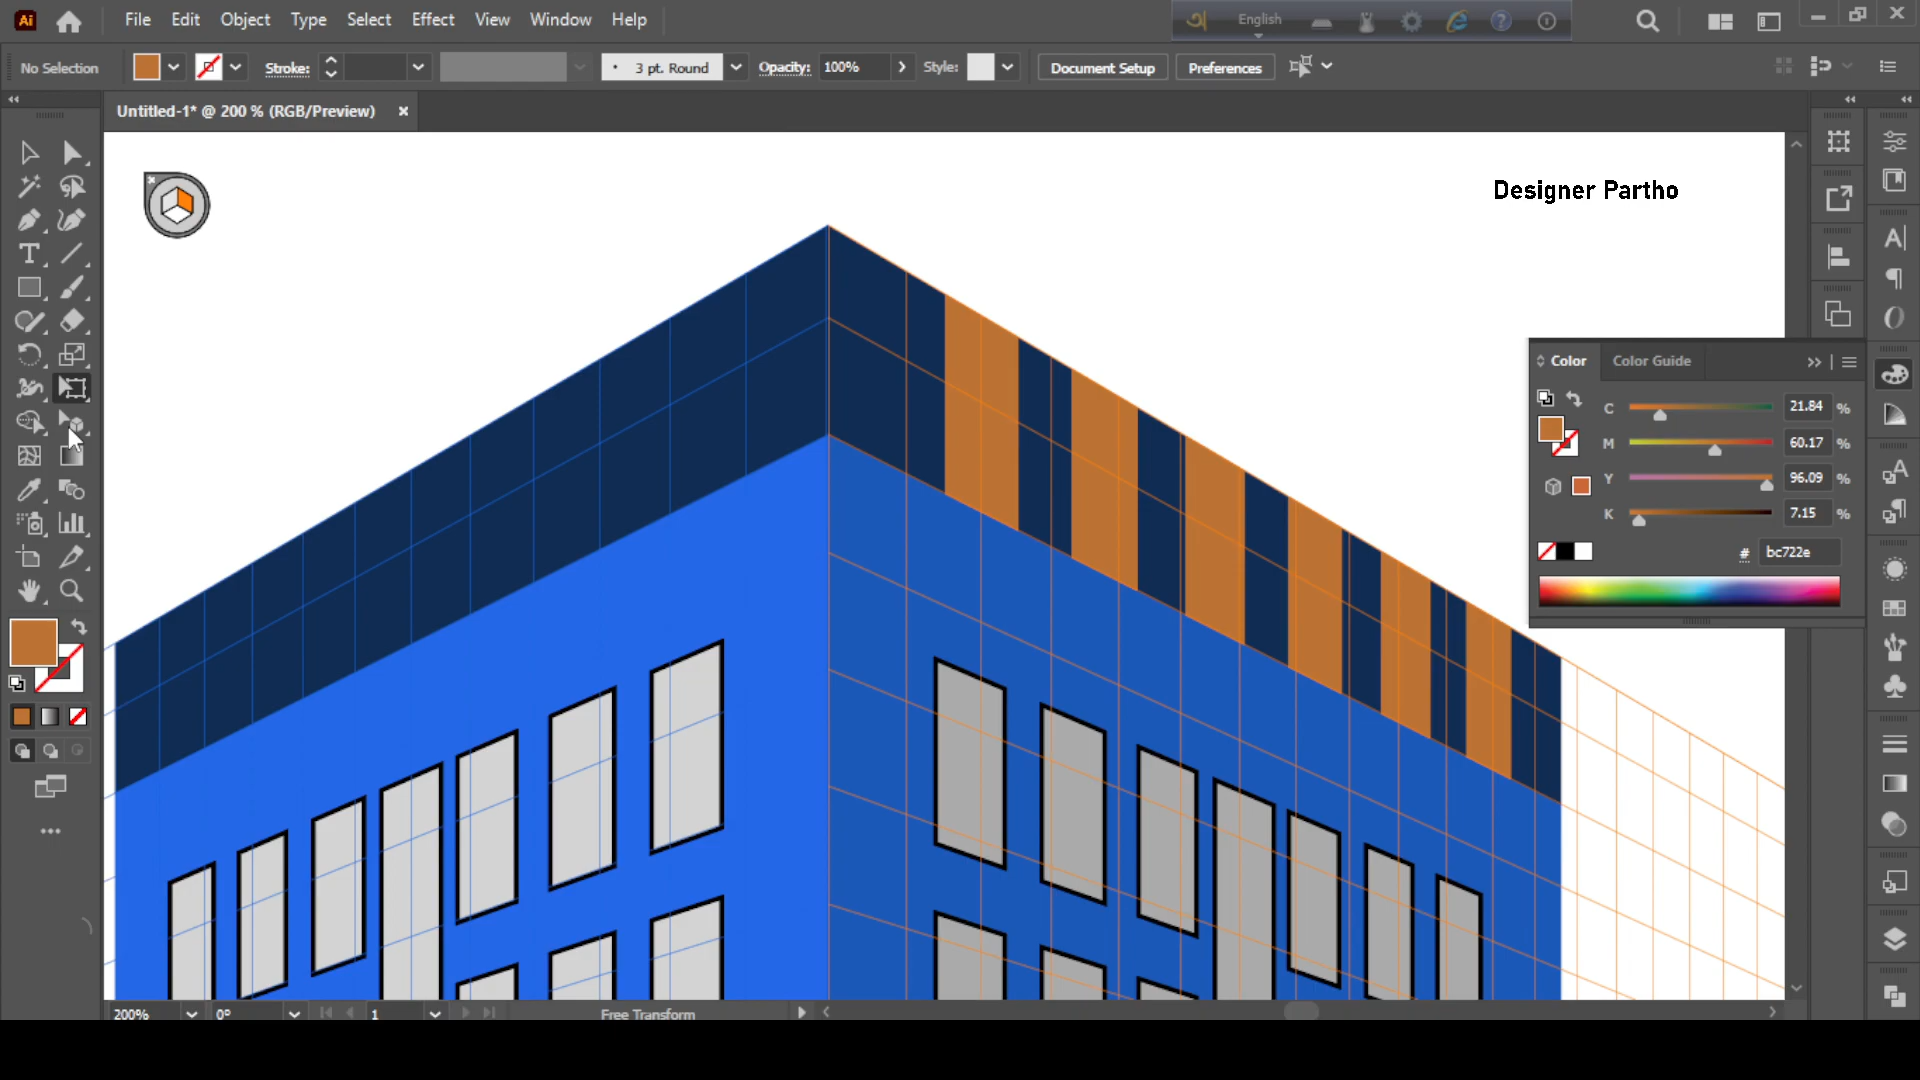 Ai File Edit Object Type Select Effect View Window Help
English
No Selection Stroke: 3 pt. Round Opacity: 100% Style: Document Setup Preferences
Untitled-1* @ 200 % (RGB/Preview) ×
Designer Partho
Color Color Guide
C 21.84 %
M 60.17 %
Y 96.09 %
K 7.15 %
# bc722e
200% 0° 1 Free Transform